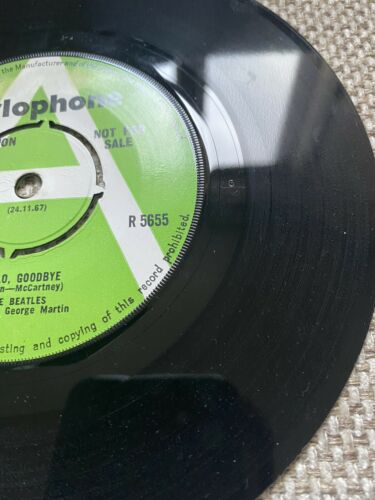 the Manufacturer and of
rlophone
ON
NOT FOR
SALE
(24.11.67)
R 5655
O, GOODBYE
n—McCartney)
E BEATLES
George Martin
sting and copying of this record prohibited.